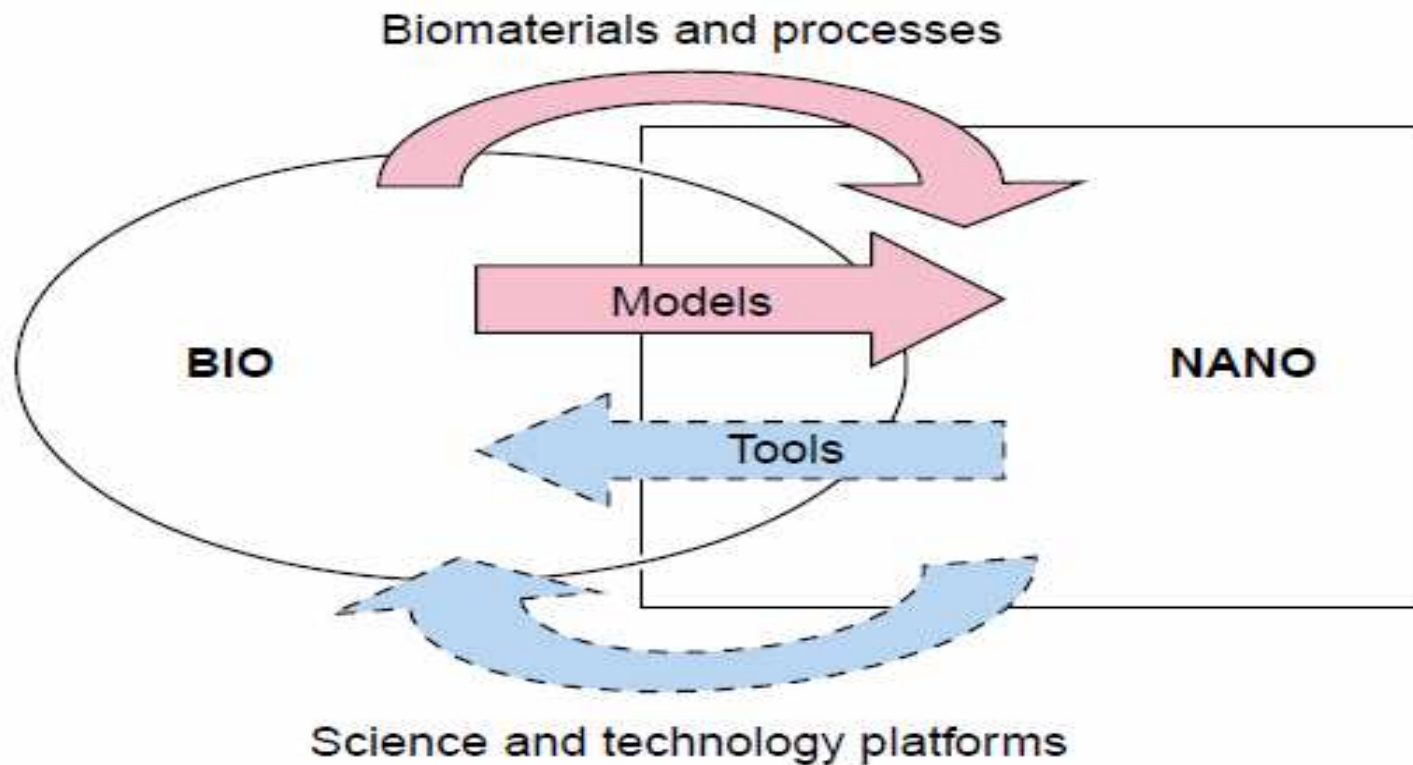 Biomaterials and processes
Models
BIO
NANO
Tools
Science and technology platforms